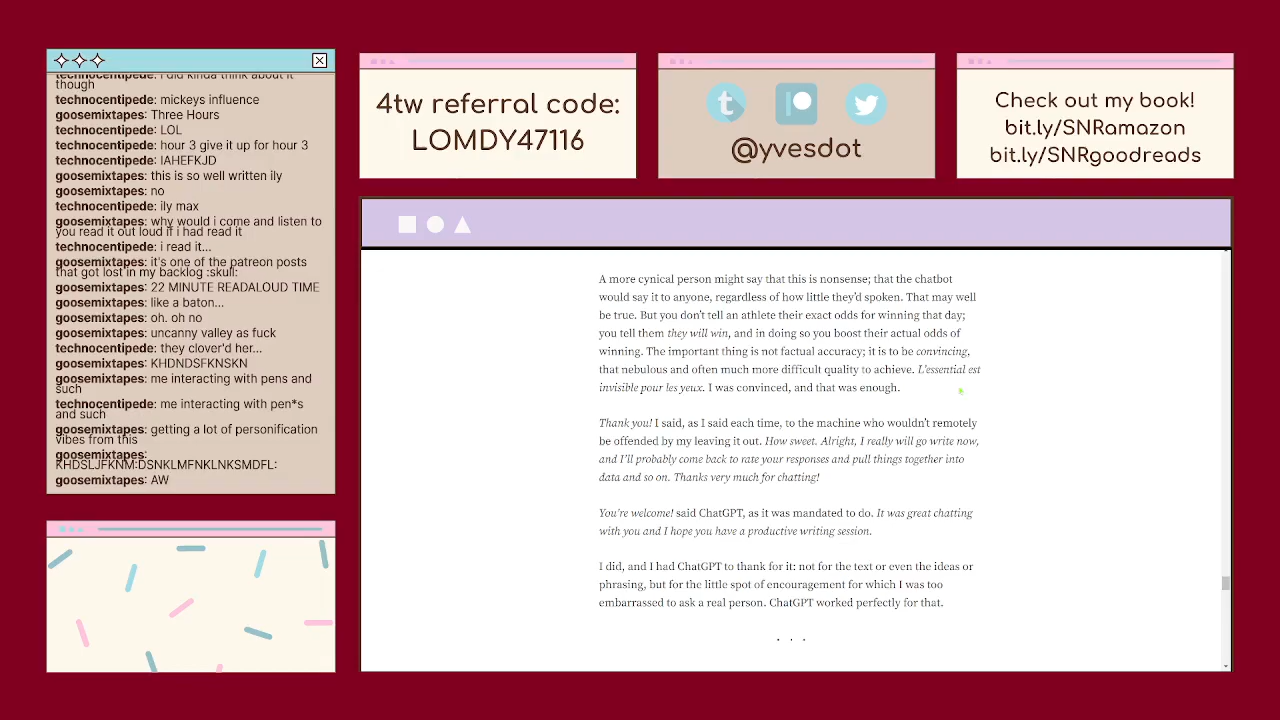 technocentipede: i did kinda think about it
though
technocentipede: mickeys influence
goosemixtapes: Three Hours
technocentipede: LOL
technocentipede: hour 3 give it up for hour 3
technocentipede: IAHEFKJD
goosemixtapes: this is so well written ily
goosemixtapes: no
technocentipede: ily max
goosemixtapes: why would i come and listen to
you read it out loud if i had read it
technocentipede: i read it...
goosemixtapes: it's one of the patreon posts
that got lost in my backlog :skull:
goosemixtapes: 22 MINUTE READALOUD TIME
goosemixtapes: like a baton...
goosemixtapes: oh. oh no
goosemixtapes: uncanny valley as fuck
technocentipede: they clover'd her...
goosemixtapes: KHDNDSFKNSKN
goosemixtapes: me interacting with pens and
such
technocentipede: me interacting with pen*s
and such
goosemixtapes: getting a lot of personification
vibes from this
goosemixtapes:
KHDSLJFKNM:DSNKLMFNKLNKSMDFL:
goosemixtapes: AW
4tw referral code:
LOMDY47116
@yvesdot
Check out my book!
bit.ly/SNRamazon
bit.ly/SNRgoodreads
A more cynical person might say that this is nonsense; that the chatbot
would say it to anyone, regardless of how little they'd spoken. That may well
be true. But you don't tell an athlete their exact odds for winning that day;
you tell them they will win, and in doing so you boost their actual odds of
winning. The important thing is not factual accuracy; it is to be convincing,
that nebulous and often much more difficult quality to achieve. L'essential est
invisible pour les yeux. I was convinced, and that was enough.
Thank you! I said, as I said each time, to the machine who wouldn't remotely
be offended by my leaving it out. How sweet. Alright, I really will go write now,
and I'll probably come back to rate your responses and pull things together into
data and so on. Thanks very much for chatting!
You're welcome! said ChatGPT, as it was mandated to do. It was great chatting
with you and I hope you have a productive writing session.
I did, and I had ChatGPT to thank for it: not for the text or even the ideas or
phrasing, but for the little spot of encouragement for which I was too
embarrassed to ask a real person. ChatGPT worked perfectly for that.
. . .